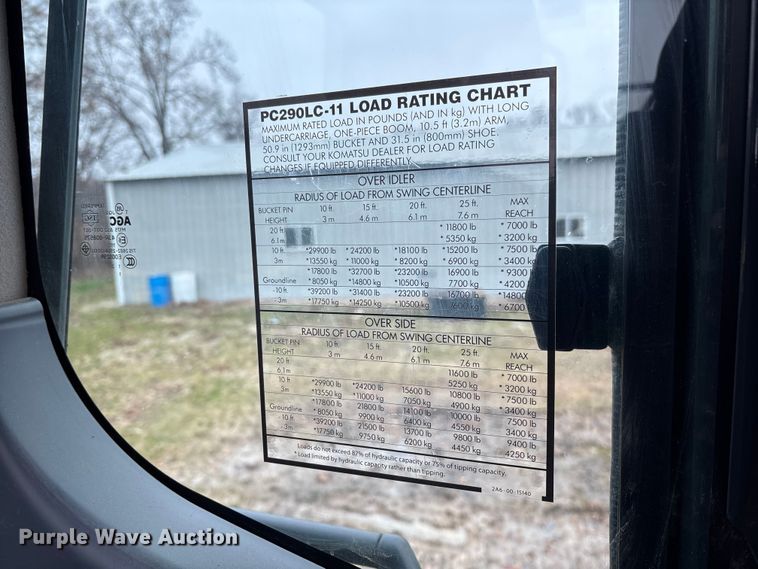 PC290LC-11 LOAD RATING CHART
MAXIMUM RATED LOAD IN POUNDS (AND IN kg) WITH LONG
UNDERCARRIAGE, ONE-PIECE BOOM, 10.5 ft (3.2m) ARM,
50.9 in (1293mm) BUCKET AND 31.5 in (800mm) SHOE.
CONSULT YOUR KOMATSU DEALER FOR LOAD RATING
CHANGES IF EQUIPPED DIFFERENTLY.
OVER IDLER
RADIUS OF LOAD FROM SWING CENTERLINE
BUCKET PIN 10 ft. 15 ft. 20 ft. 25 ft. MAX
HEIGHT 3 m 4.6 m 6.1 m 7.6 m REACH
20 ft. * 11800 lb * 7000 lb
6.1 m * 5350 kg * 3200 kg
10 ft. *29900 lb * 24200 lb *18100 lb *15200 lb * 7500 lb
3m *13550 kg * 11000 kg * 8200 kg * 6900 kg * 3400 kg
Groundline *17800 lb *32700 lb *23200 lb 16900 lb * 9300 l
* 8050 kg *14800 kg *10500 kg 7700 kg * 4200
-10 ft. *39200 lb *31400 lb *23200 lb 16700 lb *14800
- 3m *17750 kg * 14250 kg *10500 kg 7600 kg * 6700
OVER SIDE
RADIUS OF LOAD FROM SWING CENTERLINE
BUCKET PIN 10 ft. 15 ft. 20 ft. 25 ft. MAX
HEIGHT 3 m 4.6 m 6.1 m 7.6 m REACH
20 ft. 11600 lb * 7000 lb
6.1 m 5250 kg * 3200 kg
10 ft *29900 lb * 24200 lb 15600 lb 10800 lb * 7500 lb
3m *13550 kg *11000 kg 7050 kg 4900 kg * 3400 kg
Groundline *17800 lb 21800 lb 14100 lb 10000 lb 7500 lb
* 8050 kg 9900 kg 6400 kg 4550 kg 3400 kg
-10 ft. *39200 lb 21500 lb 13700 lb 9800 lb 9400 lb
- 3m *17750 kg 9750 kg 6200 kg 4450 kg 4250 kg
Loads do not exceed 87% of hydraulic capacity or 75% of tipping capacity.
* Load limited by hydraulic capacity rather than tipping.
2A6-00-15140
AGC
Purple Wave Auction